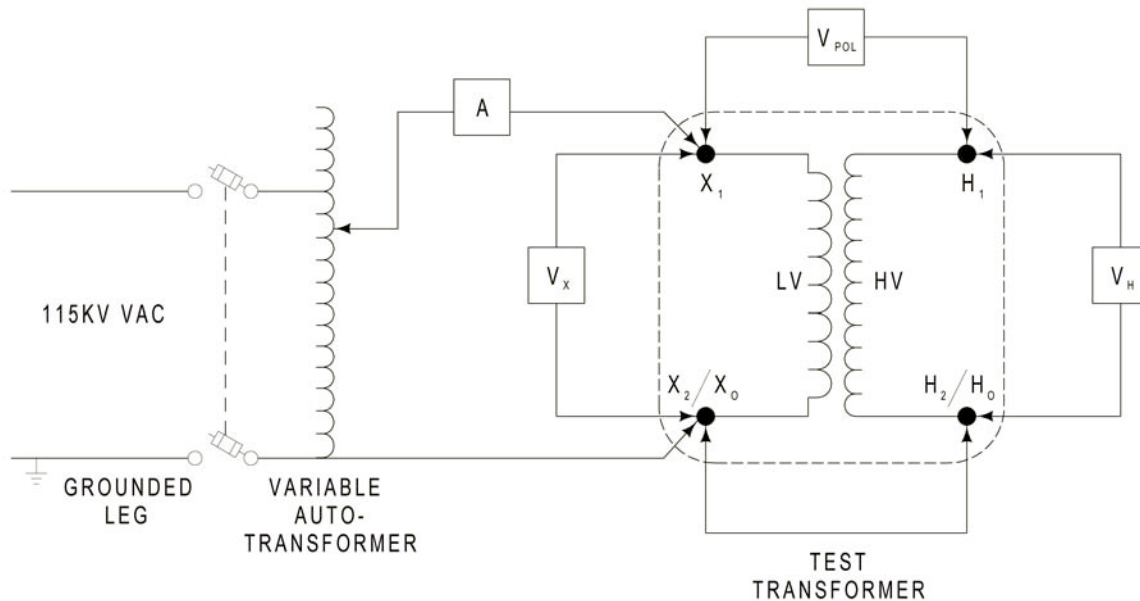 V POL
A
X 1
H 1
V X
LV
HV
V H
115KV VAC
X 2 / X O
H 2 / H O
GROUNDED
LEG
VARIABLE
AUTO-
TRANSFORMER
TEST
TRANSFORMER